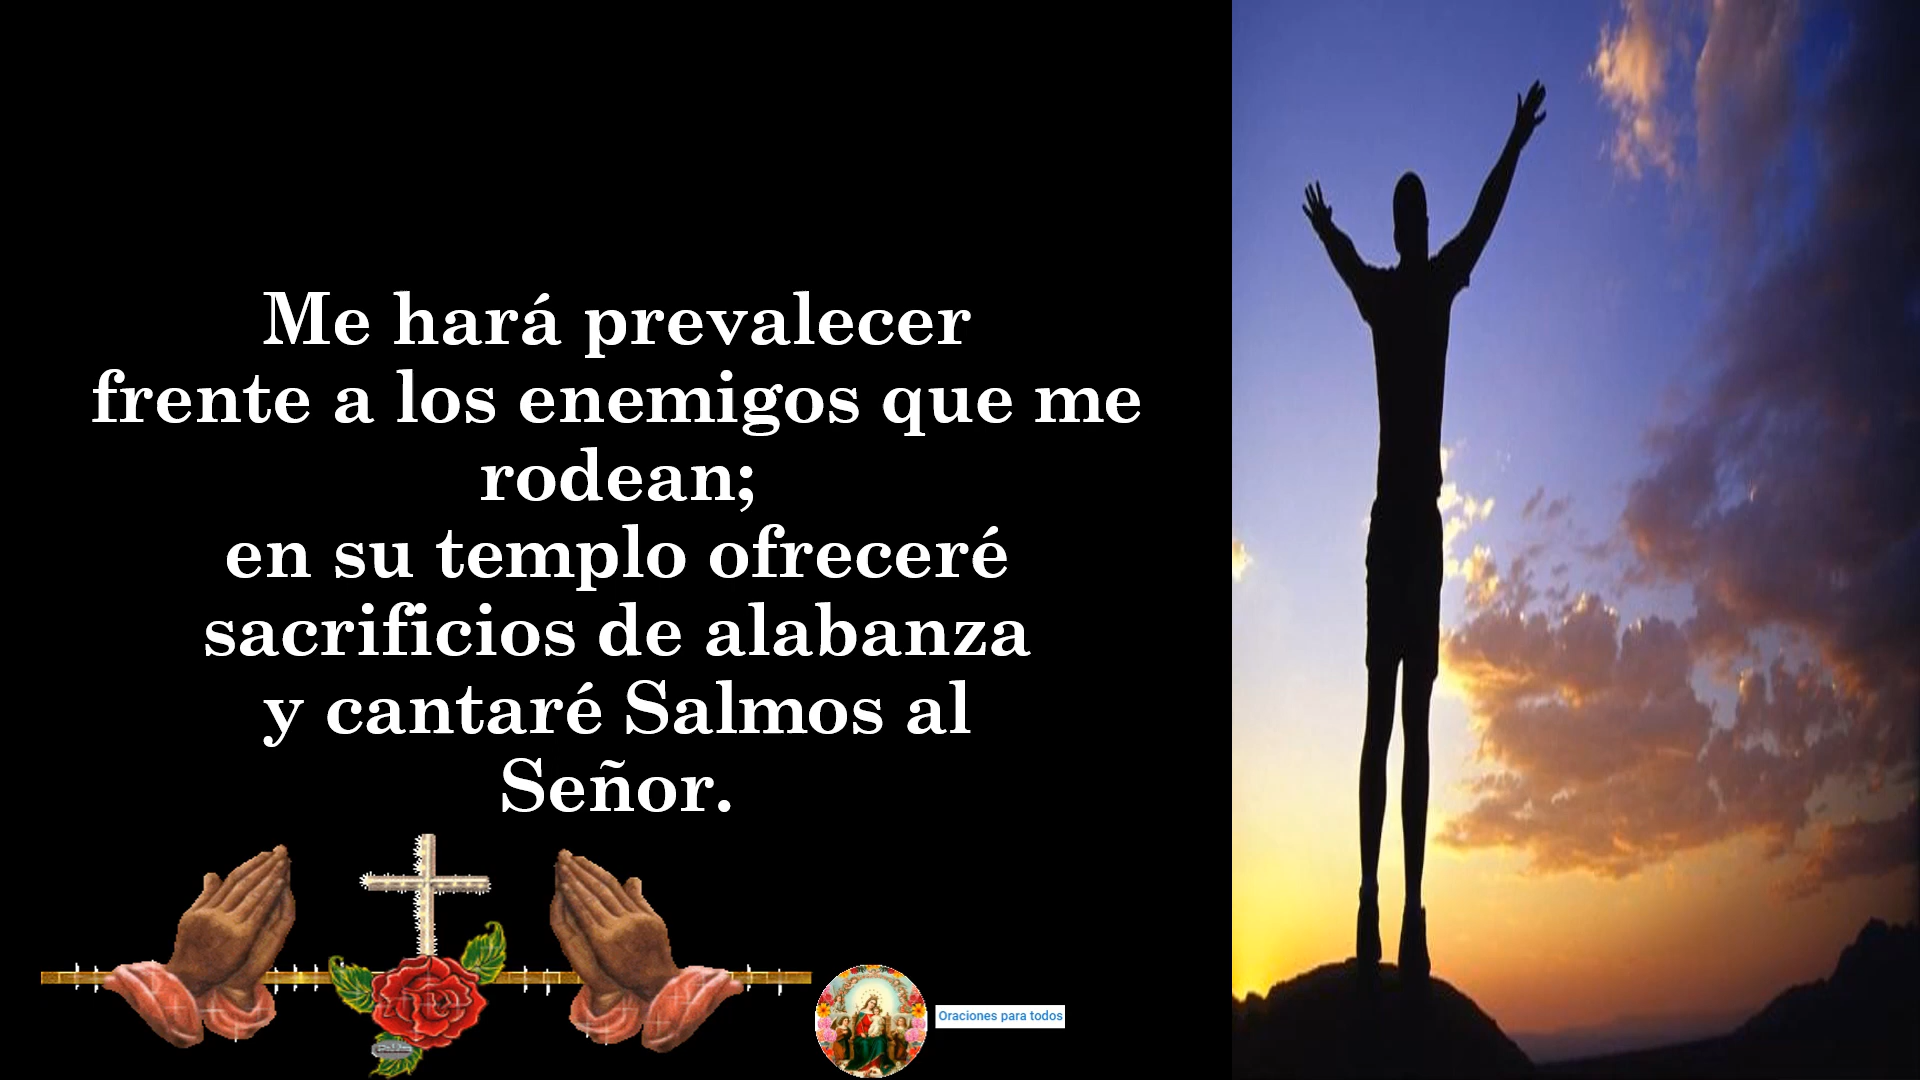 Me hará prevalecer
frente a los enemigos que me
rodean;
en su templo ofreceré
sacrificios de alabanza
y cantaré Salmos al
Señor.
Oraciones para todos